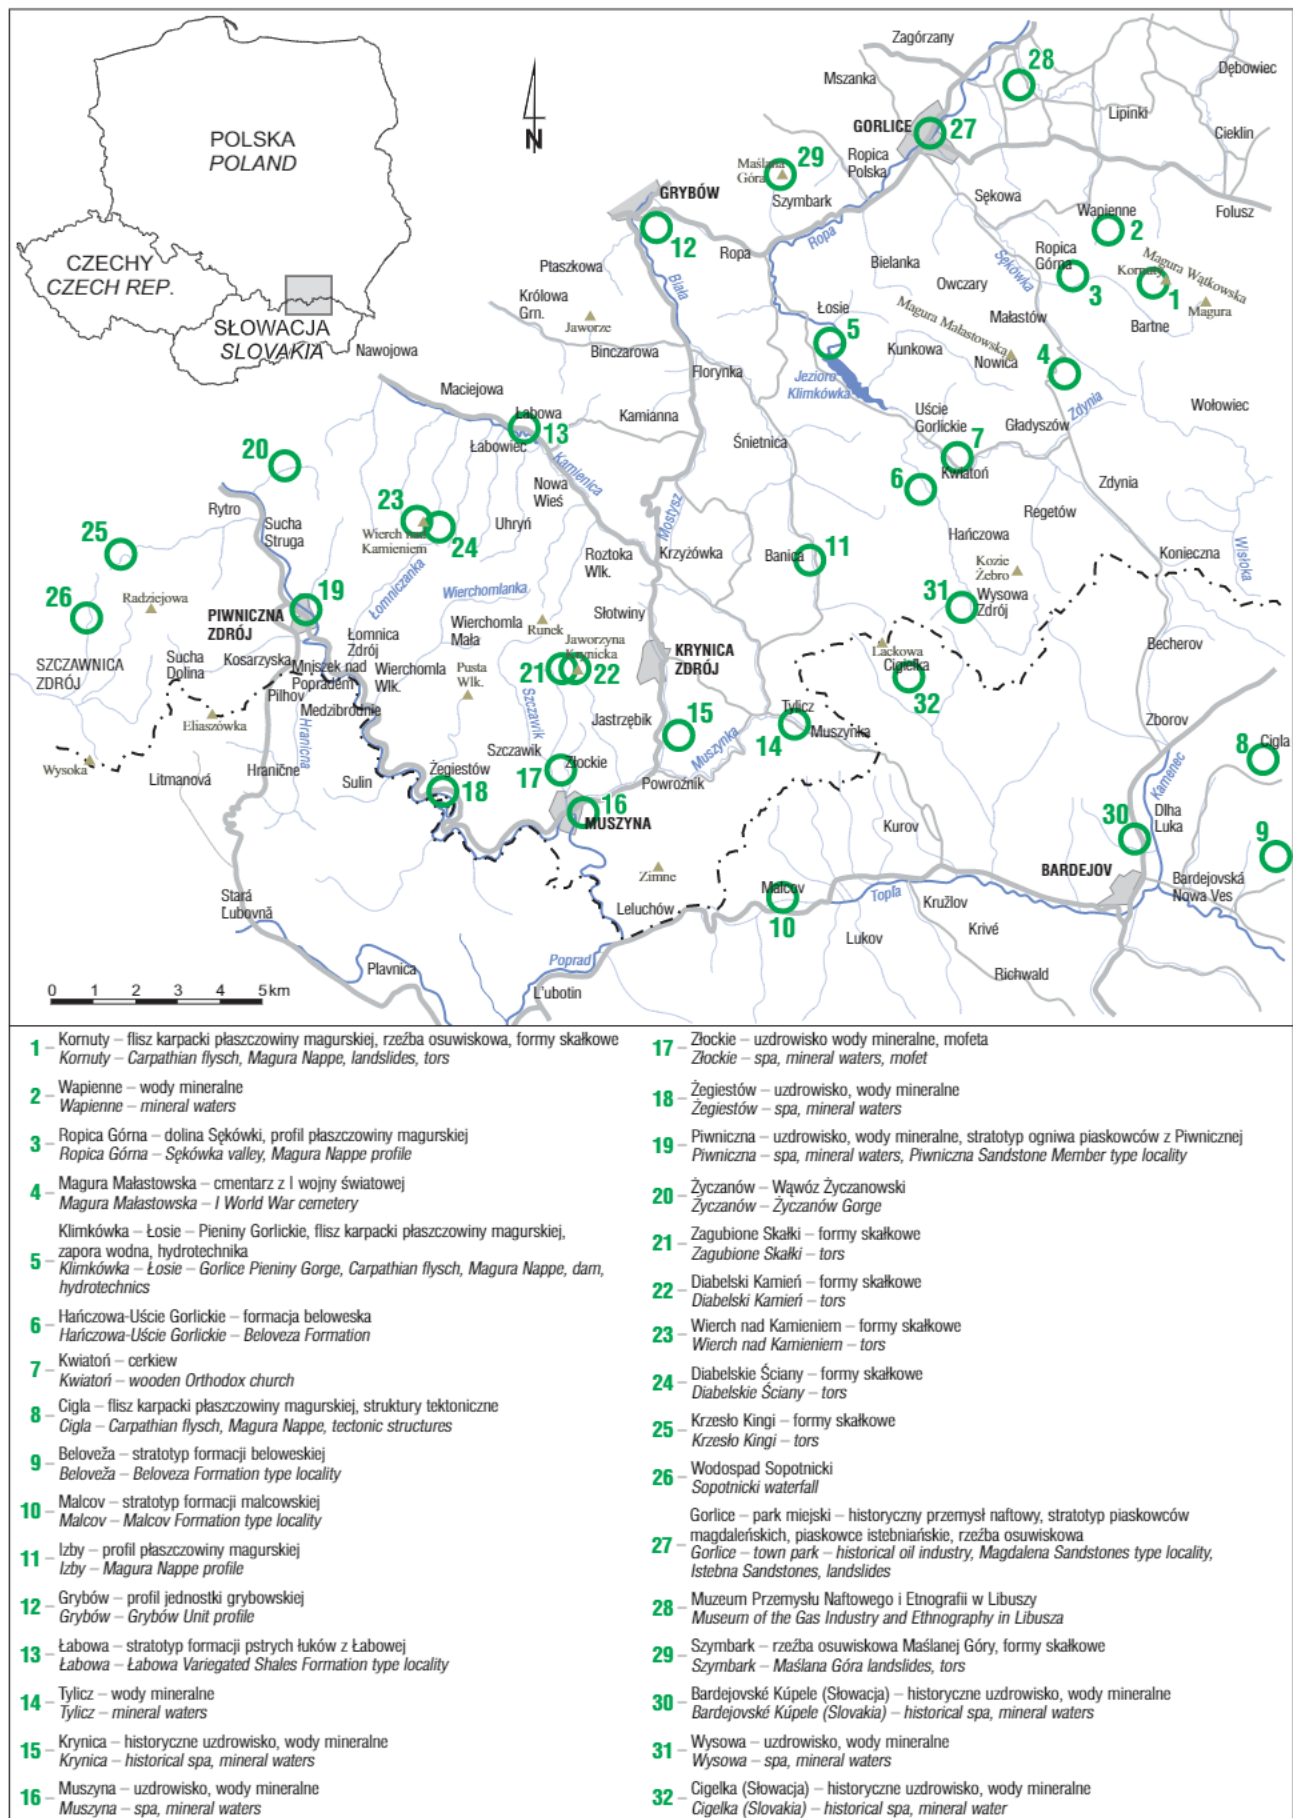 POLSKA
POLAND
CZECHY
CZECH REP.
SŁOWACJA
SLOVAKIA
N
Zagórzany
Mszanka
28
Dębowiec
Lipinki
GORLICE
27
Cieklin
Ropica
Polska
Maślana
Góra
29
Szymbark
GRYBÓW
Sękowa
Wapienne
2
Folusz
12
Ropa
Ropa
Bielanka
Ropica
Górna
3
Sękówka
Magura Wątkowska
Kornuty
1
Magura
Bartne
Ptaszkowa
Biała
Owczary
Królowa
Grn.
Jaworze
Łosie
5
Magura Małastowska
Małastów
Nawojowa
Binczarowa
Kunkowa
Nowica
4
Florynka
Jezioro
Klimkówka
Maciejowa
Zdynia
Wołowiec
Łabowa
13
Kamianna
Uście
Gorlickie
Gładyszów
7
Łabowiec
Śnietnica
20
Kamienica
Kwiatoń
6
Zdynia
Nowa
Wieś
Rytro
23
Sucha
Struga
Wierch nad
Kamieniem
24
Uhryń
Mostysz
Regetów
Hańczowa
25
Roztoka
Wlk.
Krzyżówka
Banica
11
Konieczna
Wisłoka
Kozie
Żebro
Łomniczanka
Wierchomlanka
26
Radziejowa
PIWNICZNA
ZDRÓJ
19
Słotwiny
31
Wysowa
Zdrój
Łomnica
Zdrój
Wierchomla
Mała
Runek
Jaworzyna
Krynicka
Lackowa
Becherov
SZCZAWNICA
ZDRÓJ
Sucha
Dolina
Kosarzyska
Mniszek nad
Popradem
Wierchomla
Wlk.
Pusta
Wlk.
21
22
KRYNICA
ZDRÓJ
Cigieľka
32
Piľhov
Medzibrodnie
Eliaszówka
Hranicna
Szczawik
Jastrzębik
15
Tylicz
14
Muszynka
Muszynka
Zborov
8
Cigla
Wysoka
Litmanová
Hranične
Sulin
Żegiestów
18
Szczawik
17
Złockie
Powroźnik
Kamenec
16
MUSZYNA
Kurov
30
Dlha
Luka
9
Zimne
Malcov
BARDEJOV
Bardejovská
Nowa Ves
Stará
Ľubovnă
Leluchów
10
Topľa
Kružlov
Krivé
Lukov
Plavnica
Poprad
L'ubotin
Richwald
0 1 2 3 4 5 km
1 – Kornuty – flisz karpacki płaszczowiny magurskiej, rzeźba osuwiskowa, formy skałkowe
Kornuty – Carpathian flysch, Magura Nappe, landslides, tors
2 – Wapienne – wody mineralne
Wapienne – mineral waters
3 – Ropica Górna – dolina Sękówki, profil płaszczowiny magurskiej
Ropica Górna – Sękówka valley, Magura Nappe profile
4 – Magura Małastowska – cmentarz z I wojny światowej
Magura Małastowska – I World War cemetery
5 – Klimkówka – Łosie – Pieniny Gorlickie, flisz karpacki płaszczowiny magurskiej,
zapora wodna, hydrotechnika
Klimkówka – Łosie – Gorlice Pieniny Gorge, Carpathian flysch, Magura Nappe, dam,
hydrotechnics
6 – Hańczowa-Uście Gorlickie – formacja beloweska
Hańczowa-Uście Gorlickie – Beloveza Formation
7 – Kwiatoń – cerkiew
Kwiatoń – wooden Orthodox church
8 – Cigla – flisz karpacki płaszczowiny magurskiej, struktury tektoniczne
Cigla – Carpathian flysch, Magura Nappe, tectonic structures
9 – Beloveža – stratotyp formacji beloweskiej
Beloveža – Beloveza Formation type locality
10 – Malcov – stratotyp formacji malcowskiej
Malcov – Malcov Formation type locality
11 – Izby – profil płaszczowiny magurskiej
Izby – Magura Nappe profile
12 – Grybów – profil jednostki grybowskiej
Grybów – Grybów Unit profile
13 – Łabowa – stratotyp formacji pstrych łuków z Łabowej
Łabowa – Łabowa Variegated Shales Formation type locality
14 – Tylicz – wody mineralne
Tylicz – mineral waters
15 – Krynica – historyczne uzdrowisko, wody mineralne
Krynica – historical spa, mineral waters
16 – Muszyna – uzdrowisko, wody mineralne
Muszyna – spa, mineral waters
17 – Złockie – uzdrowisko wody mineralne, mofeta
Złockie – spa, mineral waters, mofet
18 – Żegiestów – uzdrowisko, wody mineralne
Żegiestów – spa, mineral waters
19 – Piwniczna – uzdrowisko, wody mineralne, stratotyp ogniwa piaskowców z Piwnicznej
Piwniczna – spa, mineral waters, Piwniczna Sandstone Member type locality
20 – Życzanów – Wąwóz Życzanowski
Życzanów – Życzanów Gorge
21 – Zagubione Skałki – formy skałkowe
Zagubione Skałki – tors
22 – Diabelski Kamień – formy skałkowe
Diabelski Kamień – tors
23 – Wierch nad Kamieniem – formy skałkowe
Wierch nad Kamieniem – tors
24 – Diabelskie Ściany – formy skałkowe
Diabelskie Ściany – tors
25 – Krzesło Kingi – formy skałkowe
Krzesło Kingi – tors
26 – Wodospad Sopotnicki
Sopotnicki waterfall
27 – Gorlice – park miejski – historyczny przemysł naftowy, stratotyp piaskowców
magdaleńskich, piaskowce istebniańskie, rzeźba osuwiskowa
Gorlice – town park – historical oil industry, Magdalena Sandstones type locality,
Istebna Sandstones, landslides
28 – Muzeum Przemysłu Naftowego i Etnografii w Libuszy
Museum of the Gas Industry and Ethnography in Libusza
29 – Szymbark – rzeźba osuwiskowa Maślanej Góry, formy skałkowe
Szymbark – Maślana Góra landslides, tors
30 – Bardejovské Kúpele (Słowacja) – historyczne uzdrowisko, wody mineralne
Bardejovské Kúpele (Slovakia) – historical spa, mineral waters
31 – Wysowa – uzdrowisko, wody mineralne
Wysowa – spa, mineral waters
32 – Cigelka (Słowacja) – historyczne uzdrowisko, wody mineralne
Cigelka (Slovakia) – historical spa, mineral water